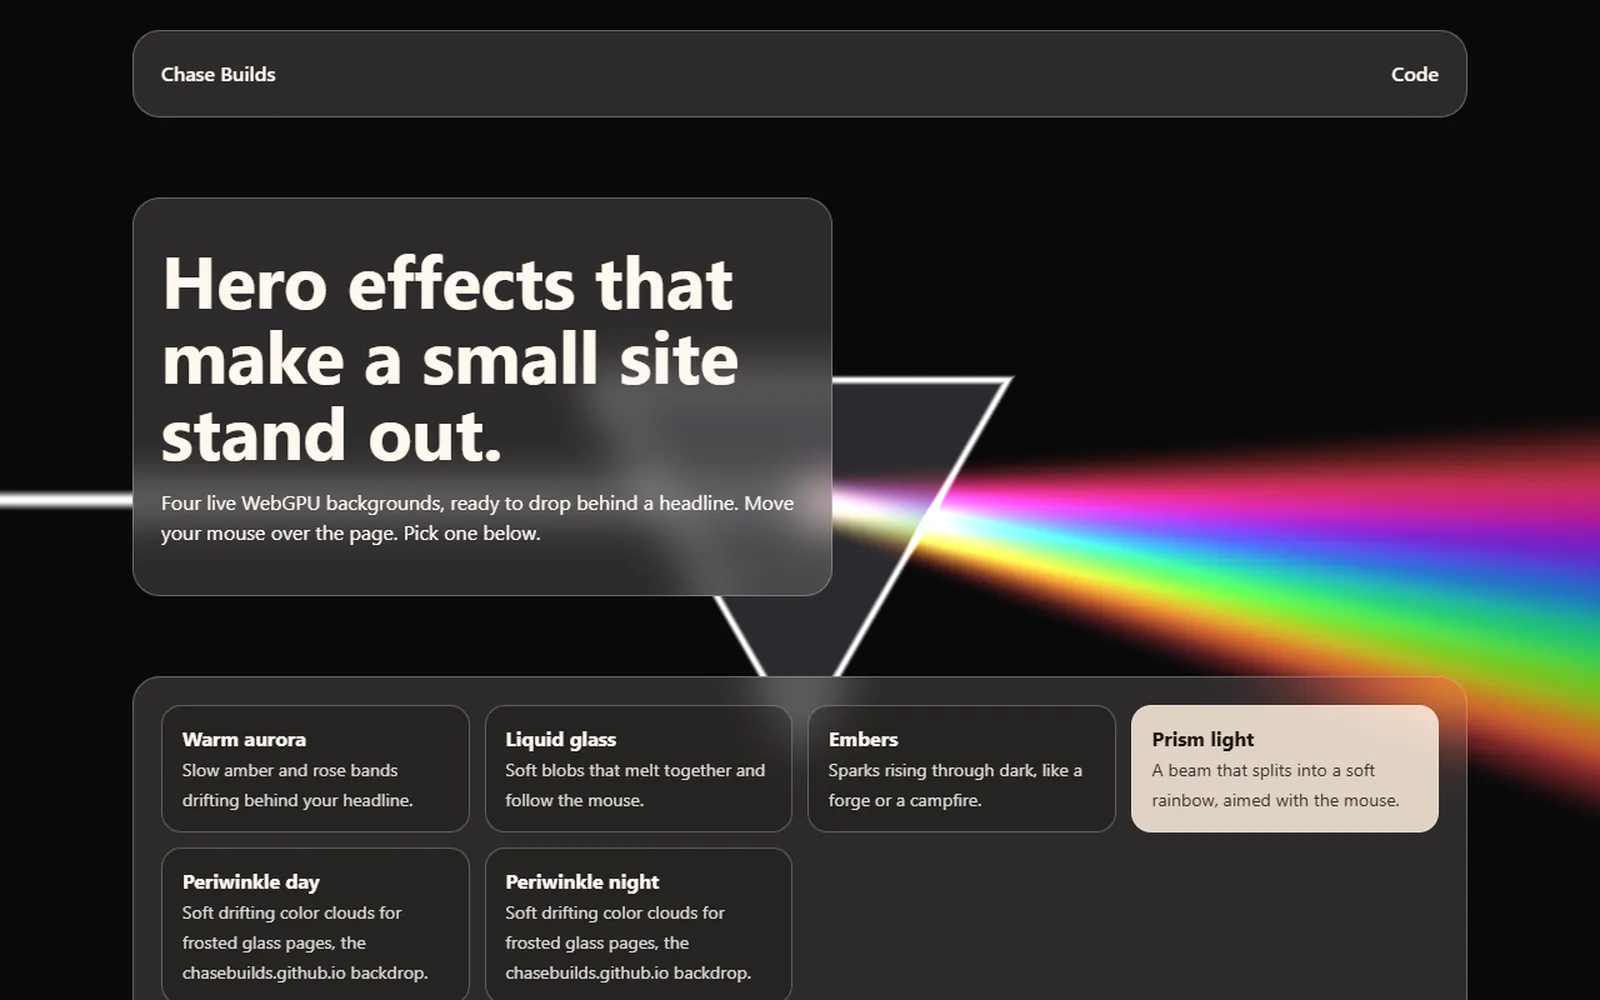 Chase Builds
Code
Hero effects that
make a small site
stand out.
Four live WebGPU backgrounds, ready to drop behind a headline. Move
your mouse over the page. Pick one below.
Warm aurora
Slow amber and rose bands
drifting behind your headline.
Liquid glass
Soft blobs that melt together and
follow the mouse.
Embers
Sparks rising through dark, like a
forge or a campfire.
Prism light
A beam that splits into a soft
rainbow, aimed with the mouse.
Periwinkle day
Soft drifting color clouds for
frosted glass pages, the
chasebuilds.github.io backdrop.
Periwinkle night
Soft drifting color clouds for
frosted glass pages, the
chasebuilds.github.io backdrop.